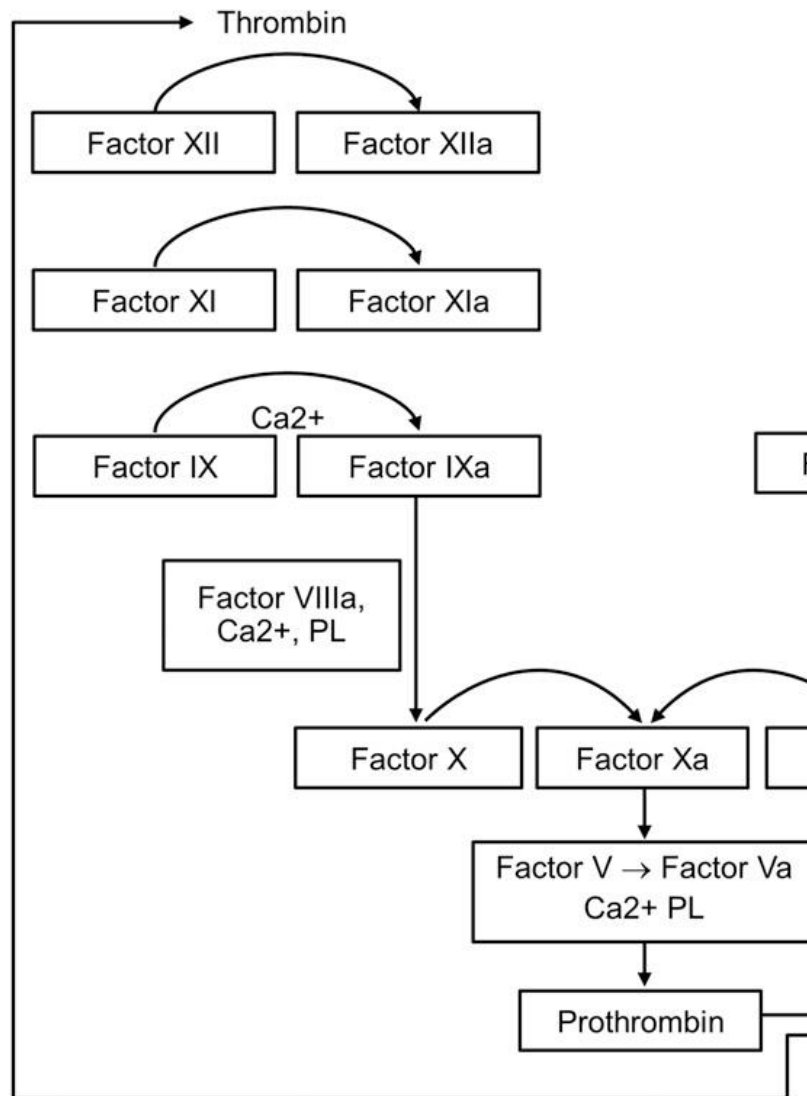 Thrombin
Factor XII
Factor XIIa
Factor XI
Factor XIa
Ca2+
Factor IX
Factor IXa
Factor VIIIa,
Ca2+, PL
Factor X
Factor Xa
Factor V → Factor Va
Ca2+ PL
Prothrombin